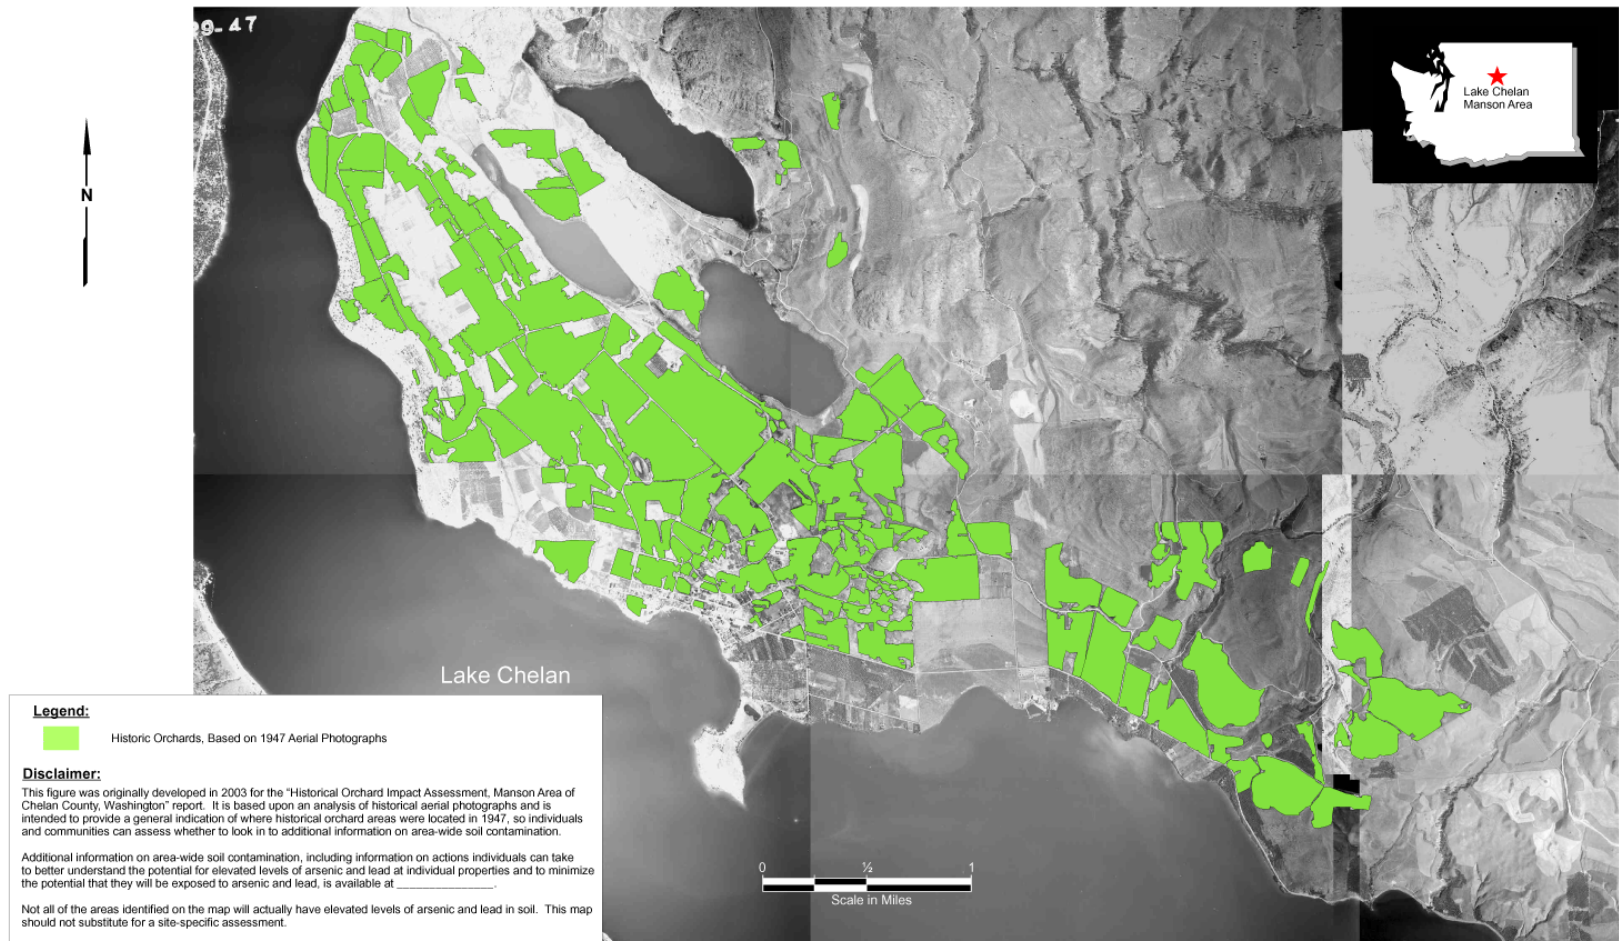 9-47
Lake Chelan
Manson Area
N
Lake Chelan
Legend:
Historic Orchards, Based on 1947 Aerial Photographs
Disclaimer:
This figure was originally developed in 2003 for the “Historical Orchard Impact Assessment, Manson Area of
Chelan County, Washington” report. It is based upon an analysis of historical aerial photographs and is
intended to provide a general indication of where historical orchard areas were located in 1947, so individuals
and communities can assess whether to look in to additional information on area-wide soil contamination.
Additional information on area-wide soil contamination, including information on actions individuals can take
to better understand the potential for elevated levels of arsenic and lead at individual properties and to minimize
the potential that they will be exposed to arsenic and lead, is available at _______________.
Not all of the areas identified on the map will actually have elevated levels of arsenic and lead in soil. This map
should not substitute for a site-specific assessment.
0 ½ 1
Scale in Miles